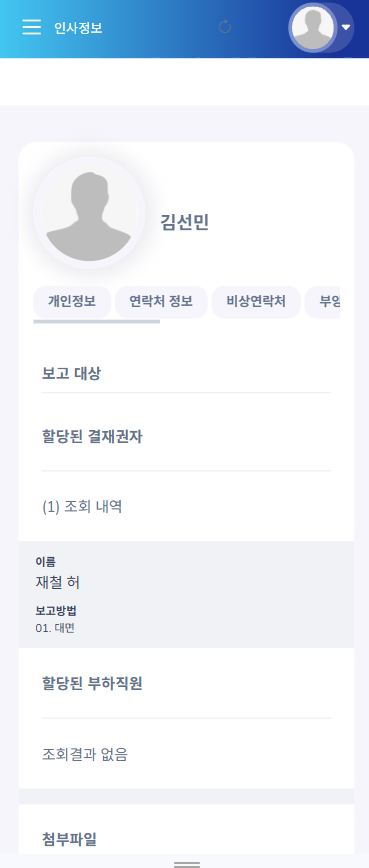 인사정보
김선민
개인정보
연락처 정보
비상연락처
부양
보고 대상
할당된 결재권자
(1) 조회 내역
이름
재철 허
보고방법
01. 대면
할당된 부하직원
조회결과 없음
첨부파일